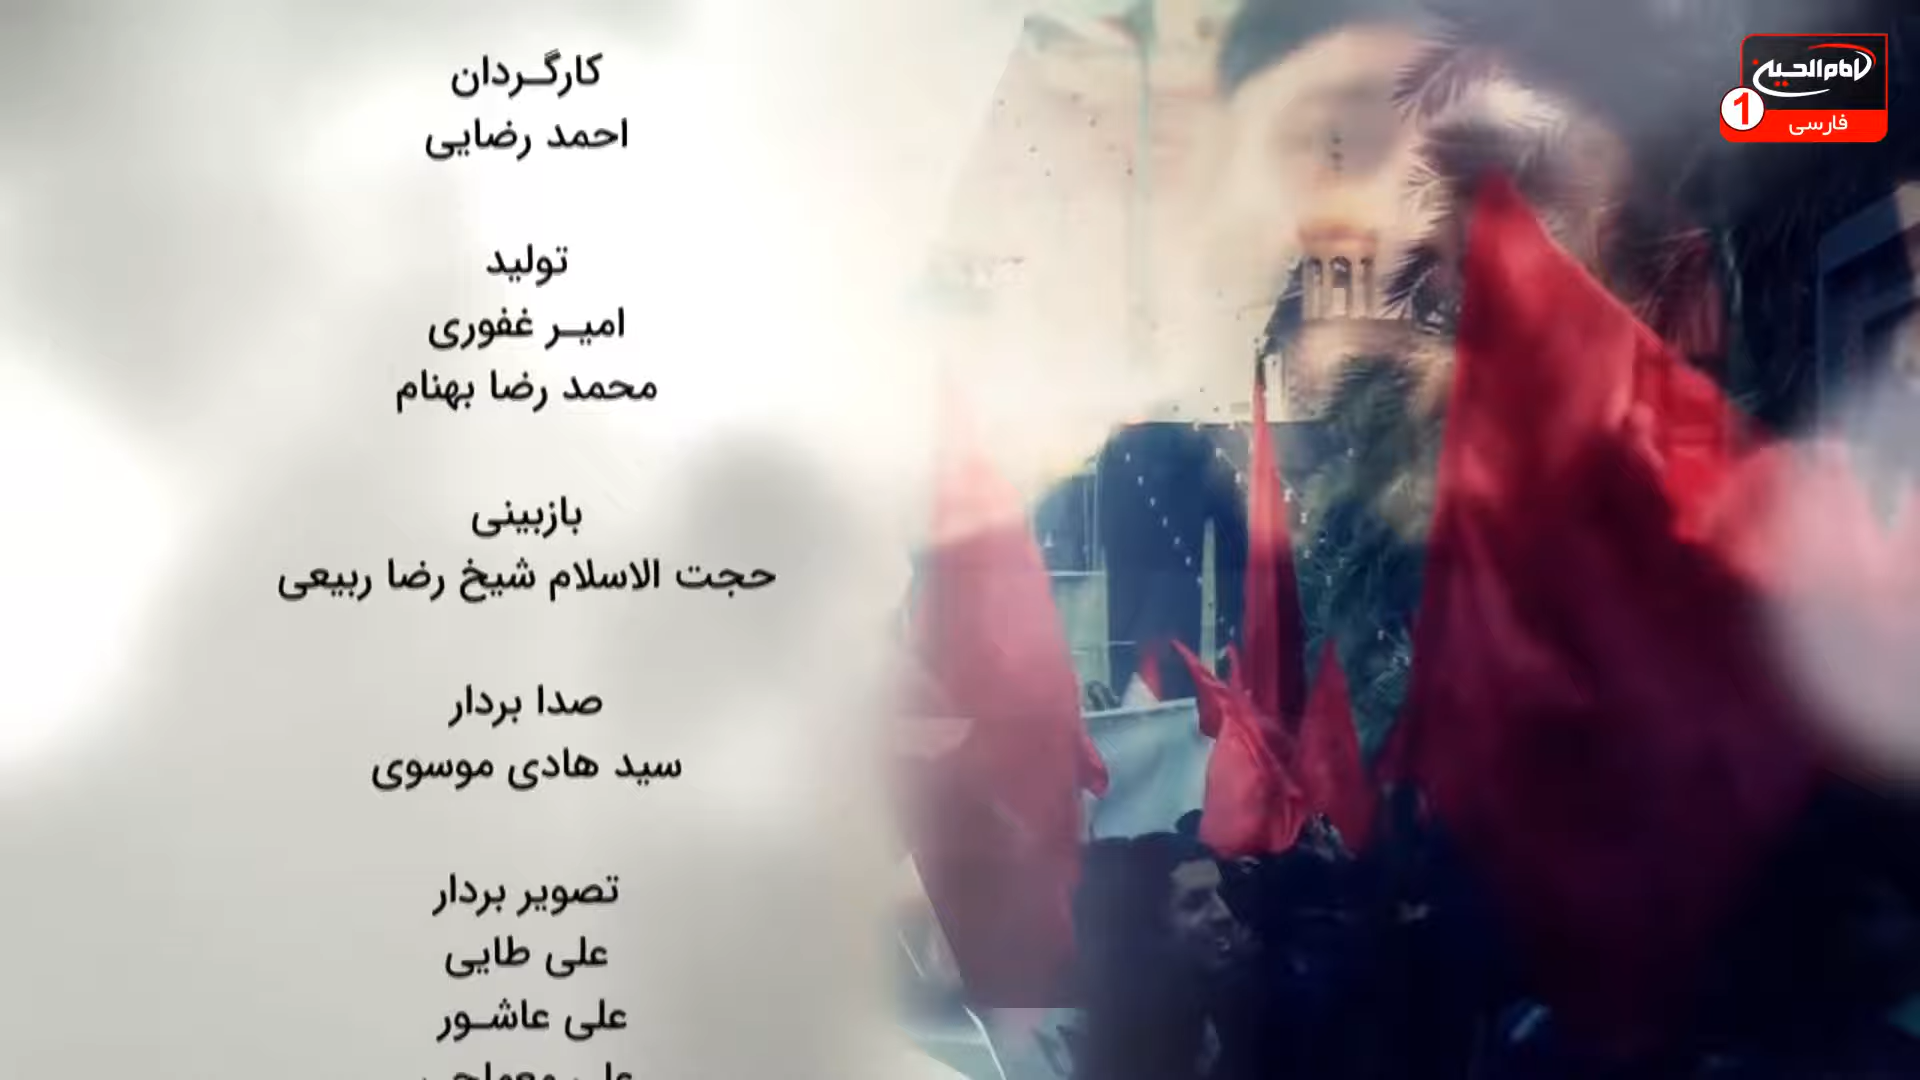 کارگـردان
احمد رضایی
تولید
امیـر غفوری
محمد رضا بهنام
بازبینی
حجت الاسلام شیخ رضا ربیعی
صدا بردار
سید هادی موسوی
تصویر بردار
علی طایی
علی عاشـور
علی
امام الحسین
1
فارسی